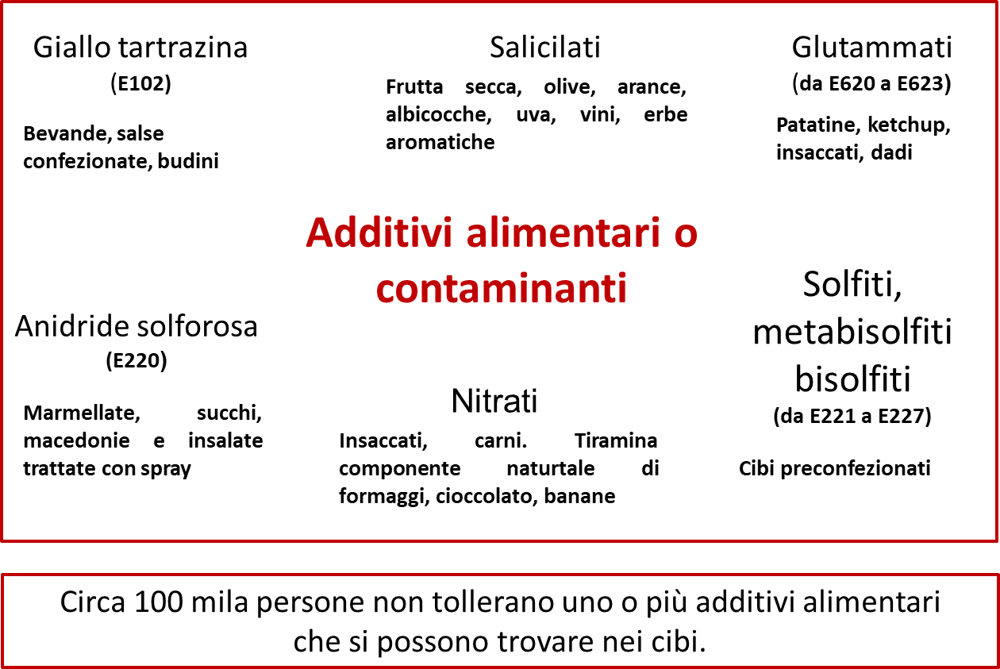 Giallo tartrazina
(E102)
Bevande, salse
confezionate, budini
Salicilati
Frutta secca, olive, arance,
albicocche, uva, vini, erbe
aromatiche
Glutammati
(da E620 a E623)
Patatine, ketchup,
insaccati, dadi
Additivi alimentari o
contaminanti
Anidride solforosa
(E220)
Marmellate, succhi,
macedonie e insalate
trattate con spray
Nitrati
Insaccati, carni. Tiramina
componente naturtale di
formaggi, cioccolato, banane
Solfiti,
metabisolfiti
bisolfiti
(da E221 a E227)
Cibi preconfezionati
Circa 100 mila persone non tollerano uno o più additivi alimentari
che si possono trovare nei cibi.